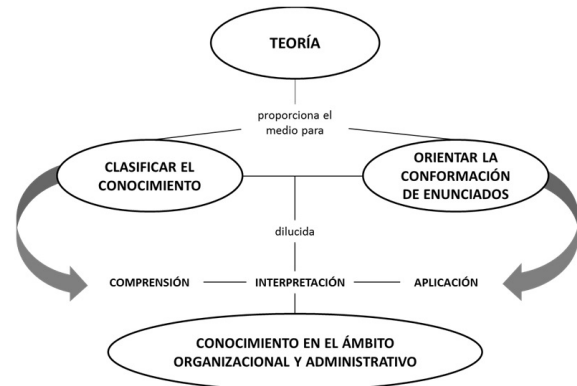 TEORÍA
proporciona el
medio para
CLASIFICAR EL
CONOCIMIENTO
ORIENTAR LA
CONFORMACIÓN
DE ENUNCIADOS
dilucida
COMPRENSIÓN
INTERPRETACIÓN
APLICACIÓN
CONOCIMIENTO EN EL ÁMBITO
ORGANIZACIONAL Y ADMINISTRATIVO